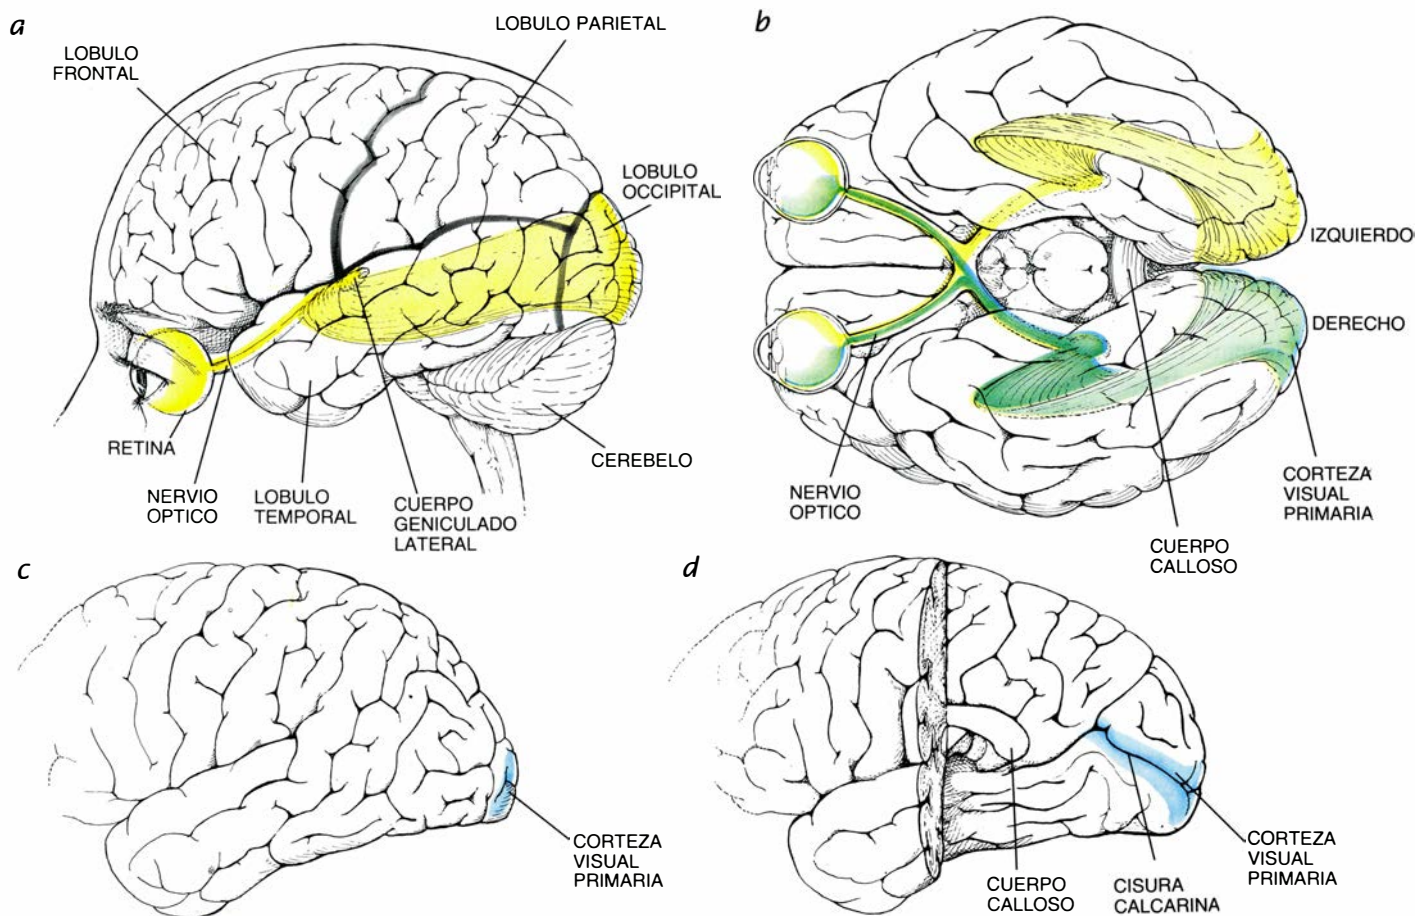 a
LOBULO
FRONTAL
LOBULO PARIETAL
LOBULO
OCCIPITAL
RETINA
NERVIO
OPTICO
LOBULO
TEMPORAL
CUERPO
GENICULADO
LATERAL
CEREBELO
b
IZQUIERDO
DERECHO
NERVIO
OPTICO
CORTEZA
VISUAL
PRIMARIA
CUERPO
CALLOSO
c
CORTEZA
VISUAL
PRIMARIA
d
CUERPO
CALLOSO
CISURA
CALCARINA
CORTEZA
VISUAL
PRIMARIA